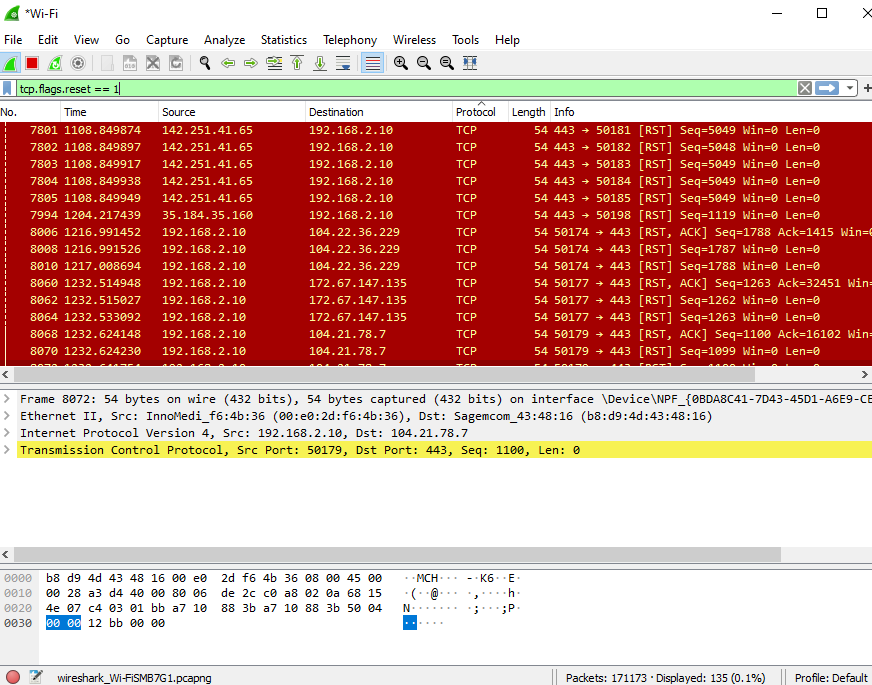 *Wi-Fi
File Edit View Go Capture Analyze Statistics Telephony Wireless Tools Help
tcp.flags.reset == 1
No. Time Source Destination Protocol Length Info
7801 1108.849874 142.251.41.65 192.168.2.10 TCP 54 443 → 50181 [RST] Seq=5049 Win=0 Len=0
7802 1108.849897 142.251.41.65 192.168.2.10 TCP 54 443 → 50182 [RST] Seq=5048 Win=0 Len=0
7803 1108.849917 142.251.41.65 192.168.2.10 TCP 54 443 → 50183 [RST] Seq=5049 Win=0 Len=0
7804 1108.849938 142.251.41.65 192.168.2.10 TCP 54 443 → 50184 [RST] Seq=5049 Win=0 Len=0
7805 1108.849949 142.251.41.65 192.168.2.10 TCP 54 443 → 50185 [RST] Seq=5049 Win=0 Len=0
7994 1204.217439 35.184.35.160 192.168.2.10 TCP 54 443 → 50198 [RST] Seq=1119 Win=0 Len=0
8006 1216.991452 192.168.2.10 104.22.36.229 TCP 54 50174 → 443 [RST, ACK] Seq=1788 Ack=1415 Win=0
8008 1216.991526 192.168.2.10 104.22.36.229 TCP 54 50174 → 443 [RST] Seq=1787 Win=0 Len=0
8010 1217.008694 192.168.2.10 104.22.36.229 TCP 54 50174 → 443 [RST] Seq=1788 Win=0 Len=0
8060 1232.514948 192.168.2.10 172.67.147.135 TCP 54 50177 → 443 [RST, ACK] Seq=1263 Ack=32451 Win=
8062 1232.515027 192.168.2.10 172.67.147.135 TCP 54 50177 → 443 [RST] Seq=1262 Win=0 Len=0
8064 1232.533092 192.168.2.10 172.67.147.135 TCP 54 50177 → 443 [RST] Seq=1263 Win=0 Len=0
8068 1232.624148 192.168.2.10 104.21.78.7 TCP 54 50179 → 443 [RST, ACK] Seq=1100 Ack=16102 Win=
8070 1232.624230 192.168.2.10 104.21.78.7 TCP 54 50179 → 443 [RST] Seq=1099 Win=0 Len=0
Frame 8072: 54 bytes on wire (432 bits), 54 bytes captured (432 bits) on interface \Device\NPF_{0BDA8C41-7D43-45D1-A6E9-CE
Ethernet II, Src: InnoMedi_f6:4b:36 (00:e0:2d:f6:4b:36), Dst: Sagemcom_43:48:16 (b8:d9:4d:43:48:16)
Internet Protocol Version 4, Src: 192.168.2.10, Dst: 104.21.78.7
Transmission Control Protocol, Src Port: 50179, Dst Port: 443, Seq: 1100, Len: 0
0000 b8 d9 4d 43 48 16 00 e0 2d f6 4b 36 08 00 45 00 ··MCH··· -·K6··E·
0010 00 28 a3 d4 40 00 80 06 de 2c c0 a8 02 0a 68 15 ·(··@··· ·,····h·
0020 4e 07 c4 03 01 bb a7 10 88 3b a7 10 88 3b 50 04 N······· ·;···;P·
0030 00 00 12 bb 00 00 ······
wireshark_Wi-FiSMB7G1.pcapng Packets: 171173 · Displayed: 135 (0.1%) Profile: Default